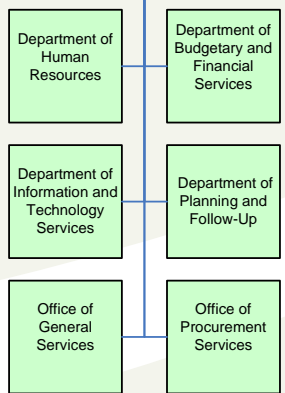 Department of
Human
Resources
Department of
Budgetary and
Financial
Services
Department of
Information and
Technology
Services
Department of
Planning and
Follow-Up
Office of
General
Services
Office of
Procurement
Services